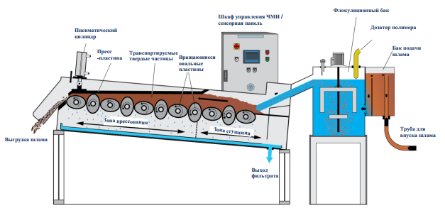 Пневматический
цилиндр
Пресс
-пластина
Транспортируемые
твердые частицы
Вращающиеся
овальные
пластины
Шкаф управления ЧМИ /
сенсорная панель
Флокуляционный бак
Дозатор полимера
Бак подачи
шлама
Труба для
впуска шлама
Выгрузка шлама
Зона прессования
Зона сгущения
Выход
фильтрата